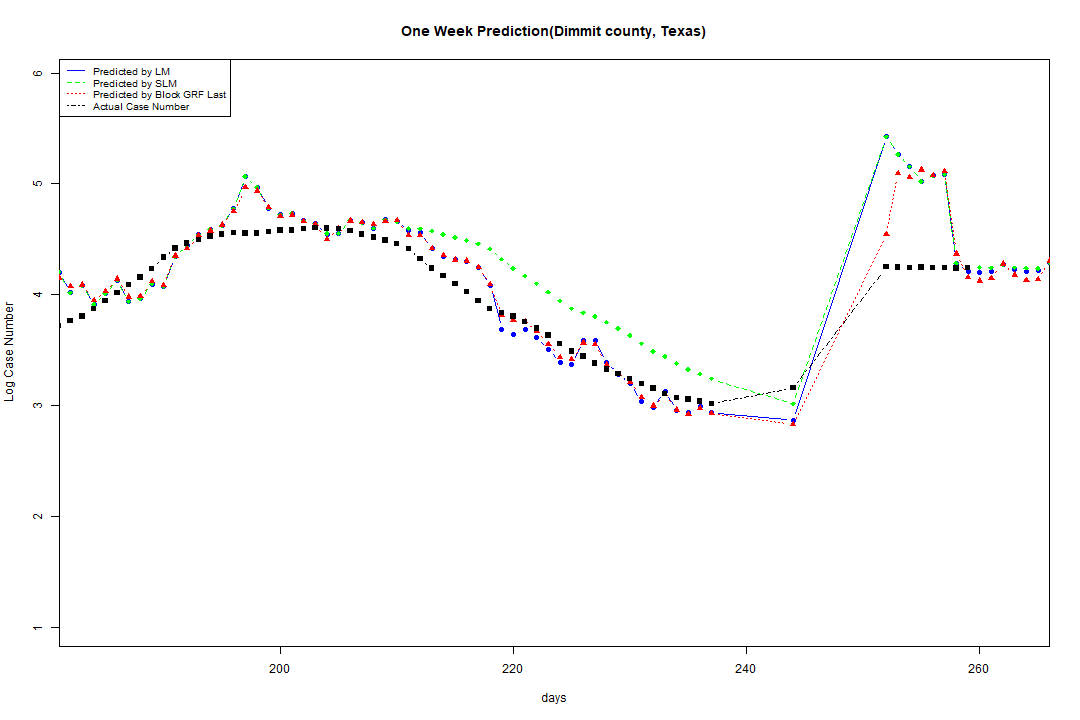 One Week Prediction(Dimmit county, Texas)
Predicted by LM
Predicted by SLM
Predicted by Block GRF Last
Actual Case Number
6
5
4
3
2
1
Log Case Number
200 220 240 260
days